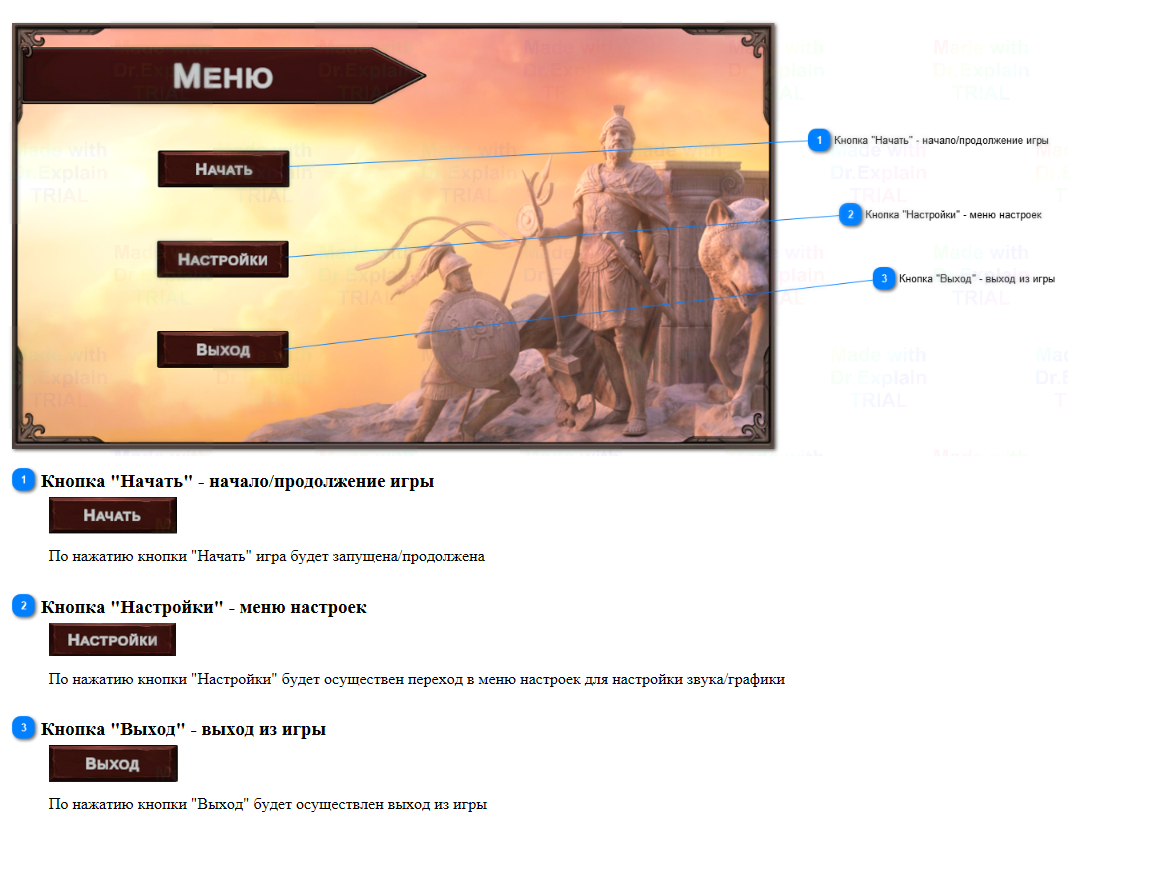 Меню
Начать
Настройки
Выход
1 Кнопка "Начать" - начало/продолжение игры
2 Кнопка "Настройки" - меню настроек
3 Кнопка "Выход" - выход из игры
Made with
Dr.Explain
TRIAL
1 Кнопка "Начать" - начало/продолжение игры
Начать
По нажатию кнопки "Начать" игра будет запущена/продолжена
2 Кнопка "Настройки" - меню настроек
Настройки
По нажатию кнопки "Настройки" будет осуществен переход в меню настроек для настройки звука/графики
3 Кнопка "Выход" - выход из игры
Выход
По нажатию кнопки "Выход" будет осуществлен выход из игры